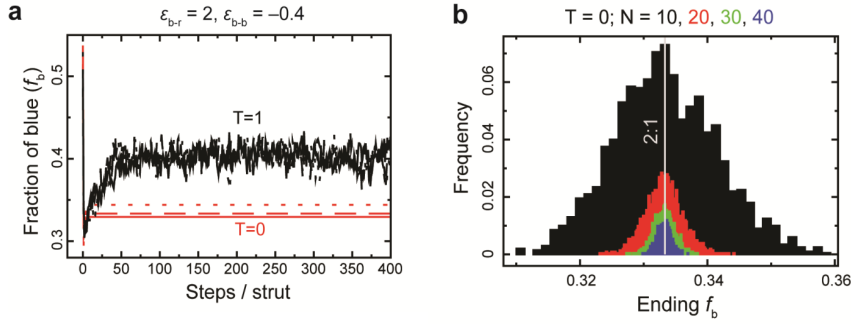 a
ε_b-r = 2, ε_b-b = −0.4
Fraction of blue (f_b)
0.5
0.4
0.3
T=1
T=0
0 50 100 150 200 250 300 350 400
Steps / strut
b
T = 0; N = 10, 20, 30, 40
Frequency
0.06
0.04
0.02
0
2:1
0.32 0.34 0.36
Ending f_b